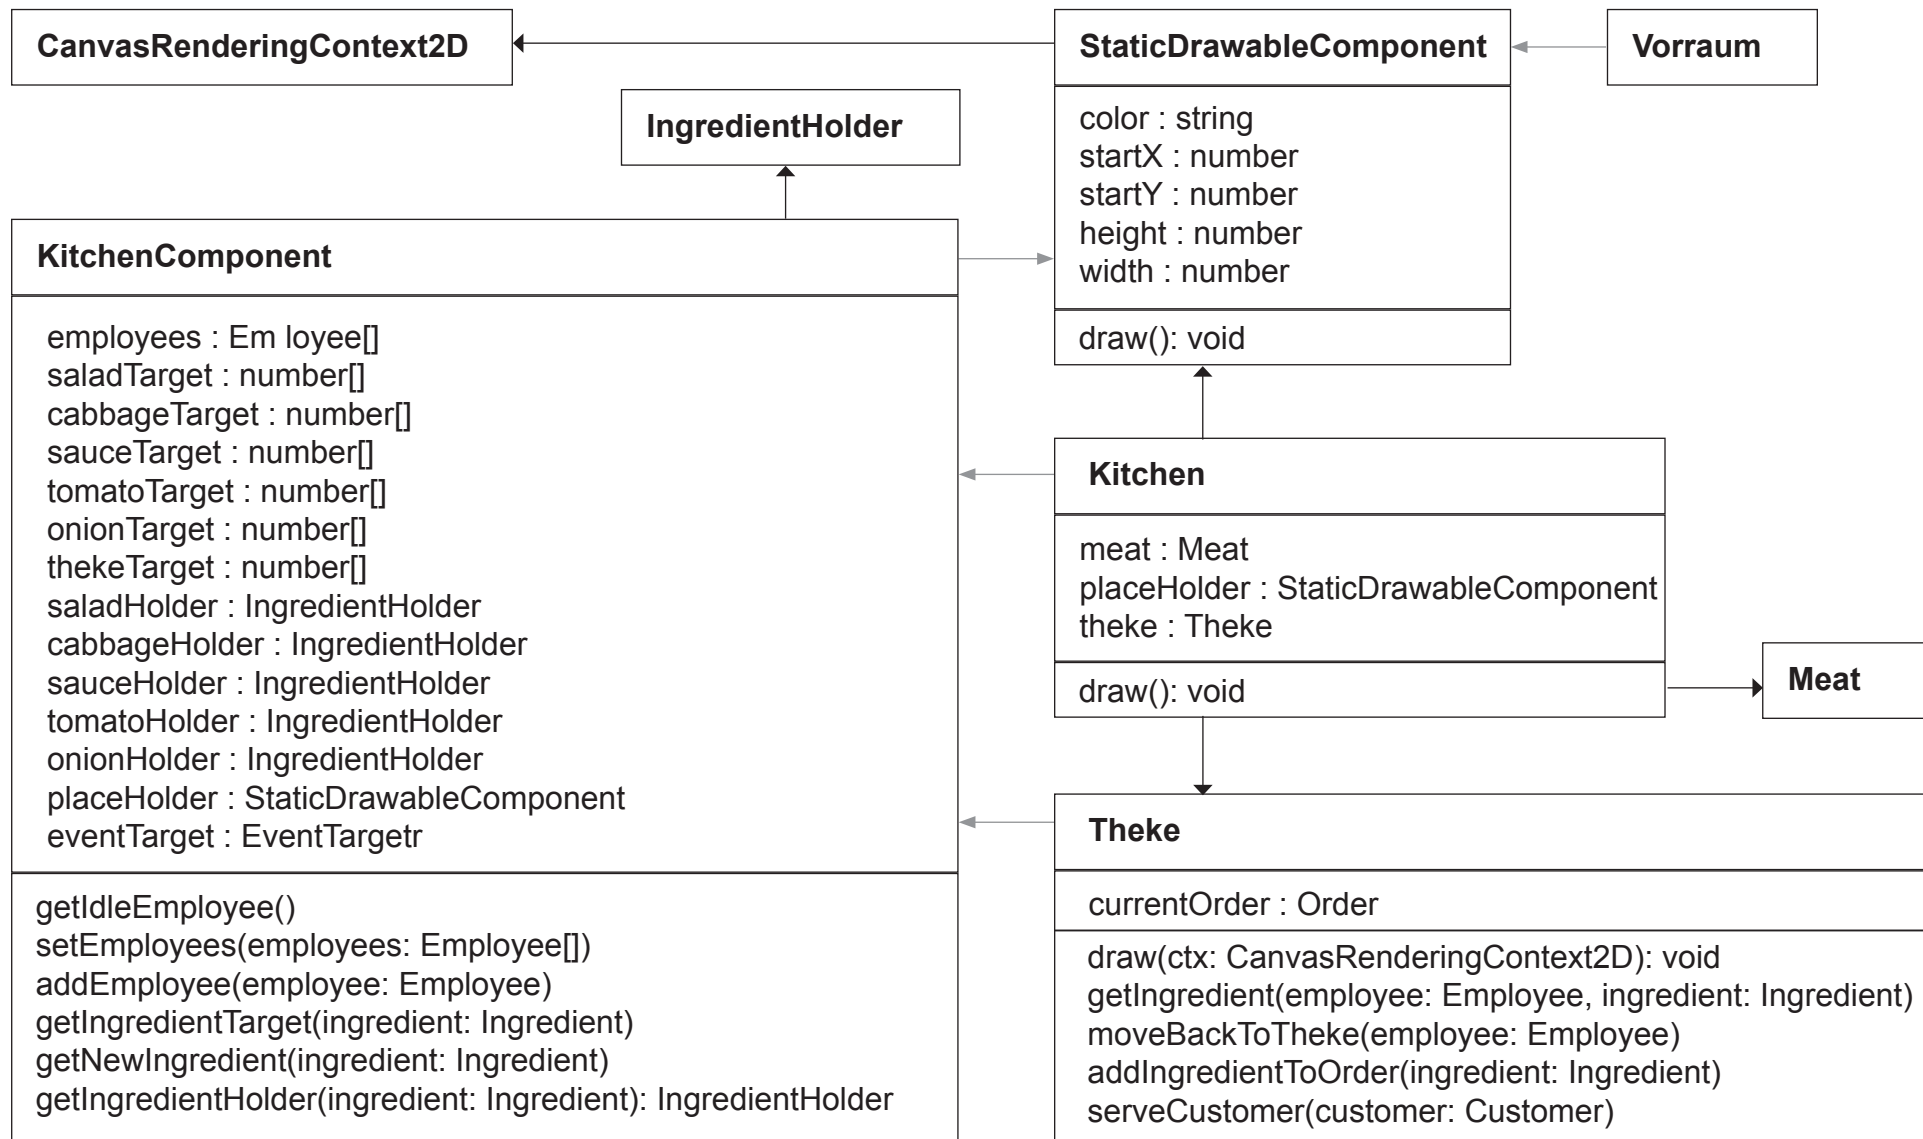 CanvasRenderingContext2D
StaticDrawableComponent
Vorraum
color : string
startX : number
startY : number
height : number
width : number
draw(): void
IngredientHolder
KitchenComponent
employees : Em loyee[]
saladTarget : number[]
cabbageTarget : number[]
sauceTarget : number[]
tomatoTarget : number[]
onionTarget : number[]
thekeTarget : number[]
saladHolder : IngredientHolder
cabbageHolder : IngredientHolder
sauceHolder : IngredientHolder
tomatoHolder : IngredientHolder
onionHolder : IngredientHolder
placeHolder : StaticDrawableComponent
eventTarget : EventTargetr
getIdleEmployee()
setEmployees(employees: Employee[])
addEmployee(employee: Employee)
getIngredientTarget(ingredient: Ingredient)
getNewIngredient(ingredient: Ingredient)
getIngredientHolder(ingredient: Ingredient): IngredientHolder
Kitchen
meat : Meat
placeHolder : StaticDrawableComponent
theke : Theke
draw(): void
Meat
Theke
currentOrder : Order
draw(ctx: CanvasRenderingContext2D): void
getIngredient(employee: Employee, ingredient: Ingredient)
moveBackToTheke(employee: Employee)
addIngredientToOrder(ingredient: Ingredient)
serveCustomer(customer: Customer)